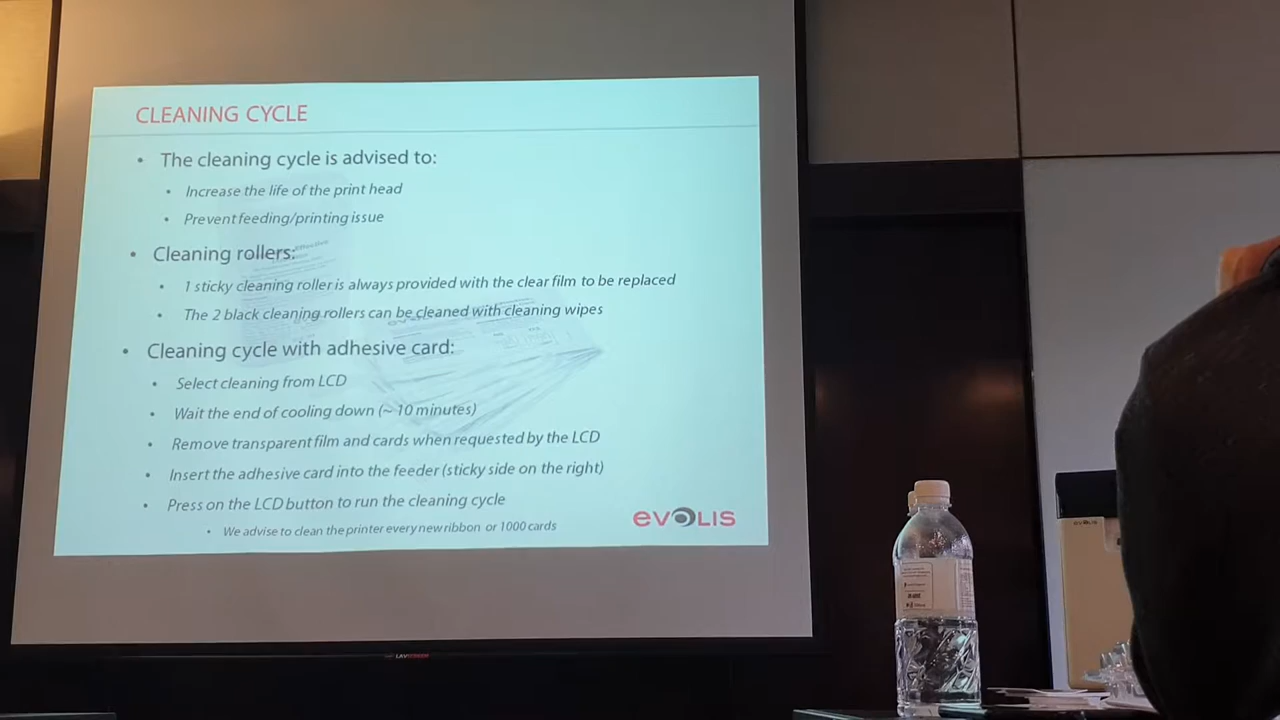 CLEANING CYCLE
• The cleaning cycle is advised to:
• Increase the life of the print head
• Prevent feeding/printing issue
• Cleaning rollers:
• 1 sticky cleaning roller is always provided with the clear film to be replaced
• The 2 black cleaning rollers can be cleaned with cleaning wipes
• Cleaning cycle with adhesive card:
• Select cleaning from LCD
• Wait the end of cooling down (~ 10 minutes)
• Remove transparent film and cards when requested by the LCD
• Insert the adhesive card into the feeder (sticky side on the right)
• Press on the LCD button to run the cleaning cycle
• We advise to clean the printer every new ribbon or 1000 cards
evolis
evolis